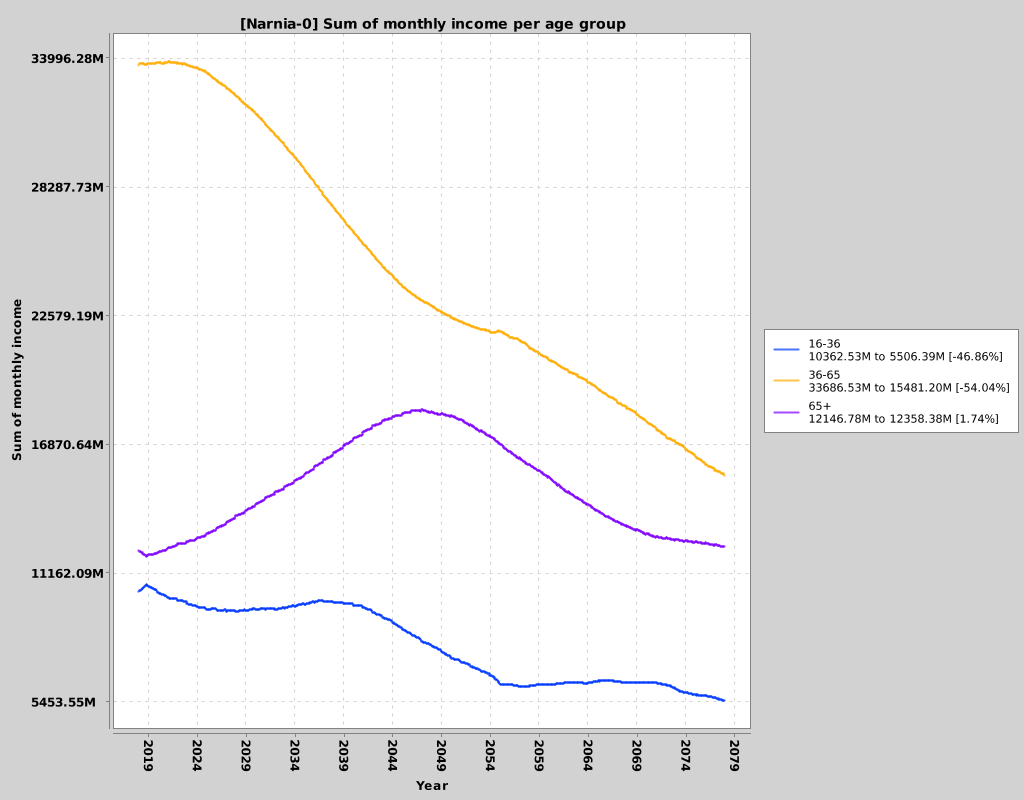 [Narnia-0] Sum of monthly income per age group
33996.28M
28287.73M
22579.19M
16870.64M
11162.09M
5453.55M
Sum of monthly income
2019
2024
2029
2034
2039
2044
2049
2054
2059
2064
2069
2074
2079
Year
16-36
10362.53M to 5506.39M [-46.86%]
36-65
33686.53M to 15481.20M [-54.04%]
65+
12146.78M to 12358.38M [1.74%]